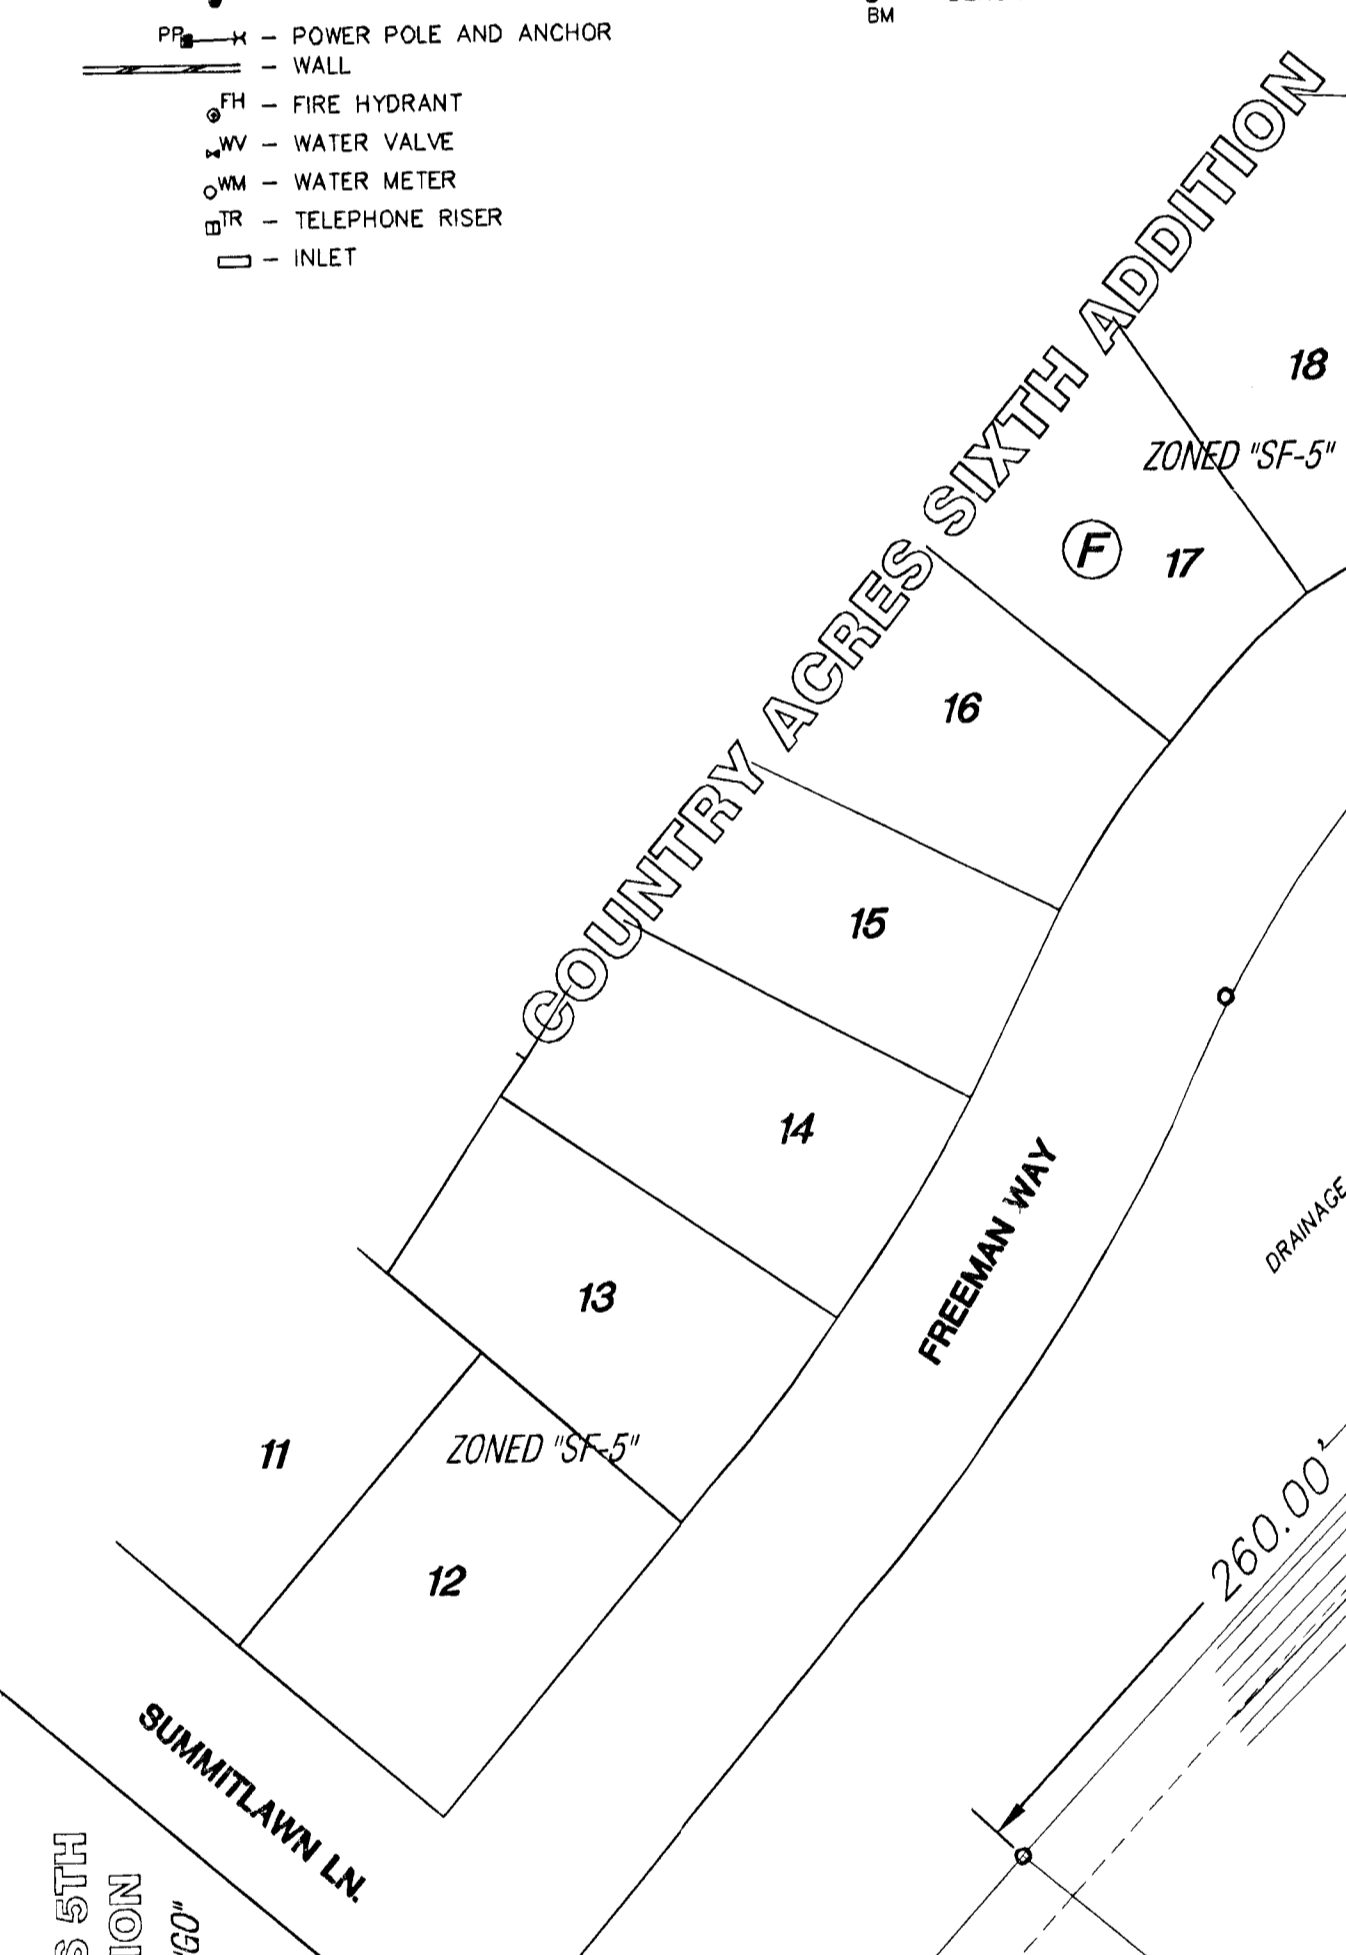 BM
PP - POWER POLE AND ANCHOR
- WALL
FH - FIRE HYDRANT
WV - WATER VALVE
WM - WATER METER
TR - TELEPHONE RISER
- INLET
COUNTRY ACRES SIXTH ADDITION
18
ZONED "SF-5"
F
17
16
15
14
FREEMAN WAY
DRAINAGE
13
11
ZONED "SF-5"
12
260.00'
SUMMITLAWN LN.
5TH